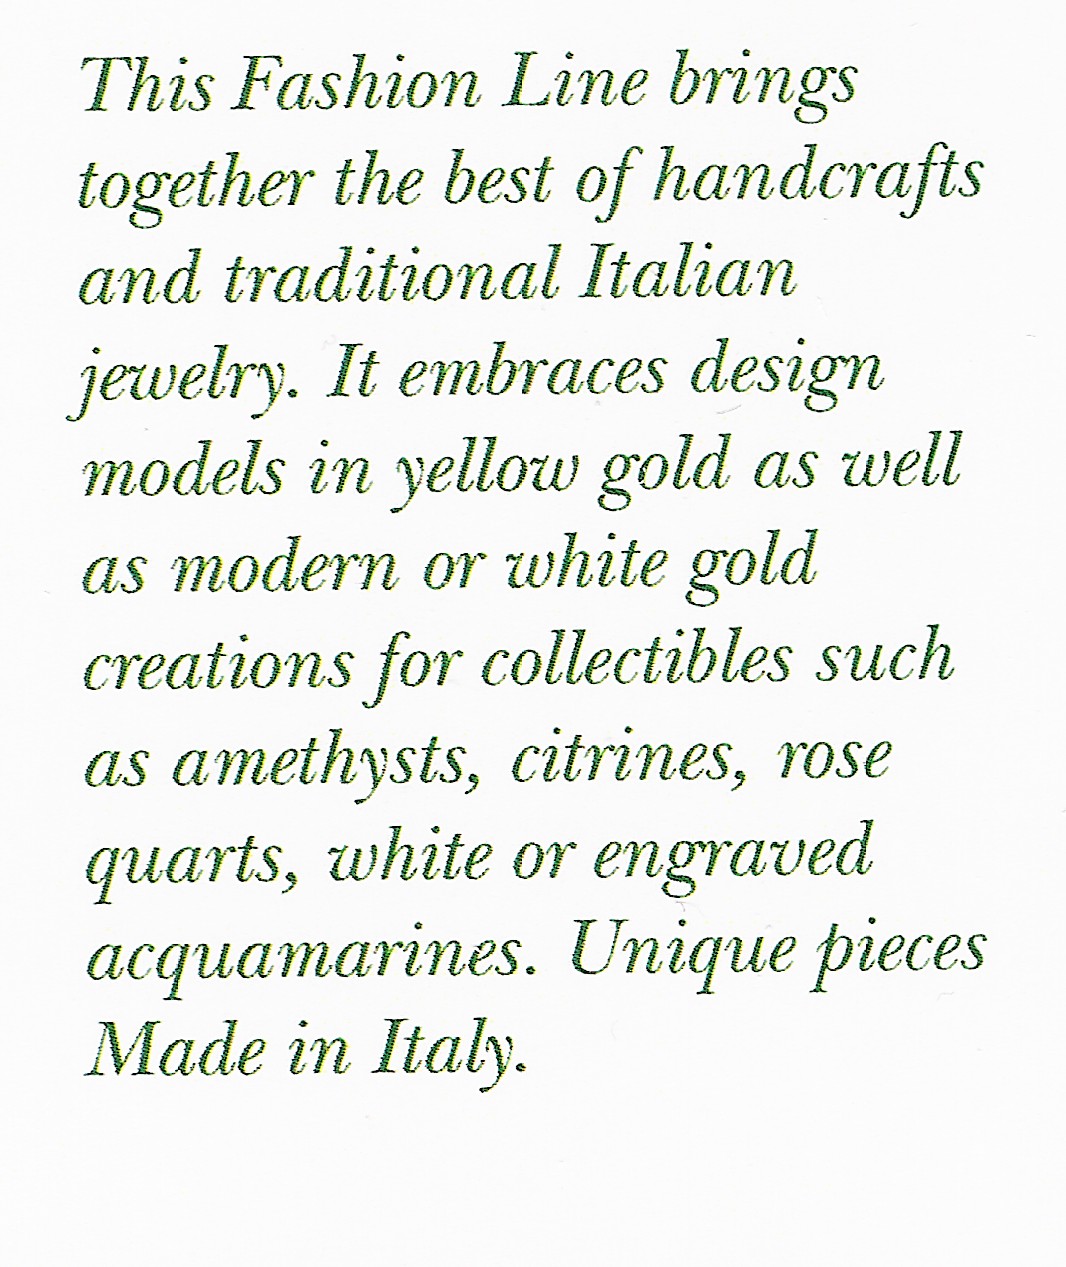 This Fashion Line brings
together the best of handcrafts
and traditional Italian
jewelry. It embraces design
models in yellow gold as well
as modern or white gold
creations for collectibles such
as amethysts, citrines, rose
quarts, white or engraved
acquamarines. Unique pieces
Made in Italy.